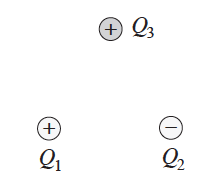 + Q₃
+ −
Q₁ Q₂